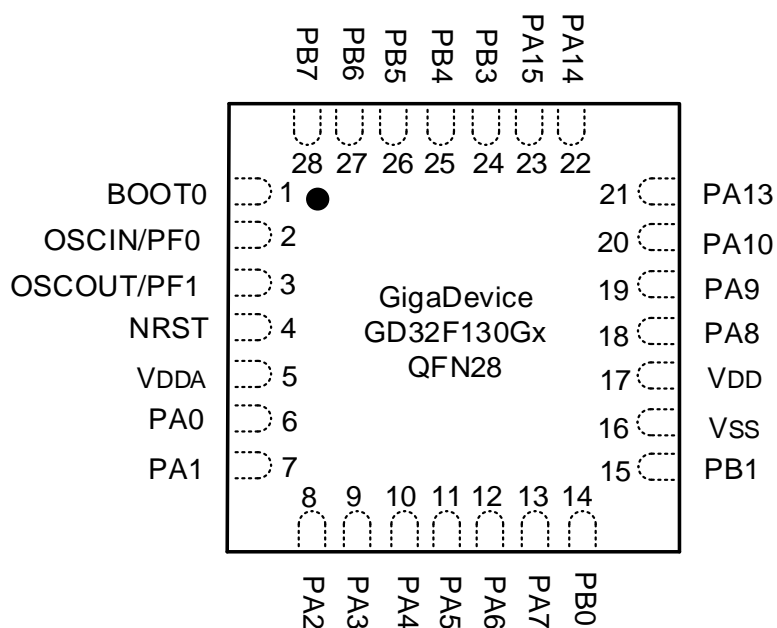 PB7 PB6 PB5 PB4 PB3 PA15 PA14
28 27 26 25 24 23 22
BOOT0 1
OSCIN/PF0 2
OSCOUT/PF1 3
NRST 4
VDDA 5
PA0 6
PA1 7
GigaDevice
GD32F130Gx
QFN28
21 PA13
20 PA10
19 PA9
18 PA8
17 VDD
16 VSS
15 PB1
8 9 10 11 12 13 14
PA2 PA3 PA4 PA5 PA6 PA7 PB0